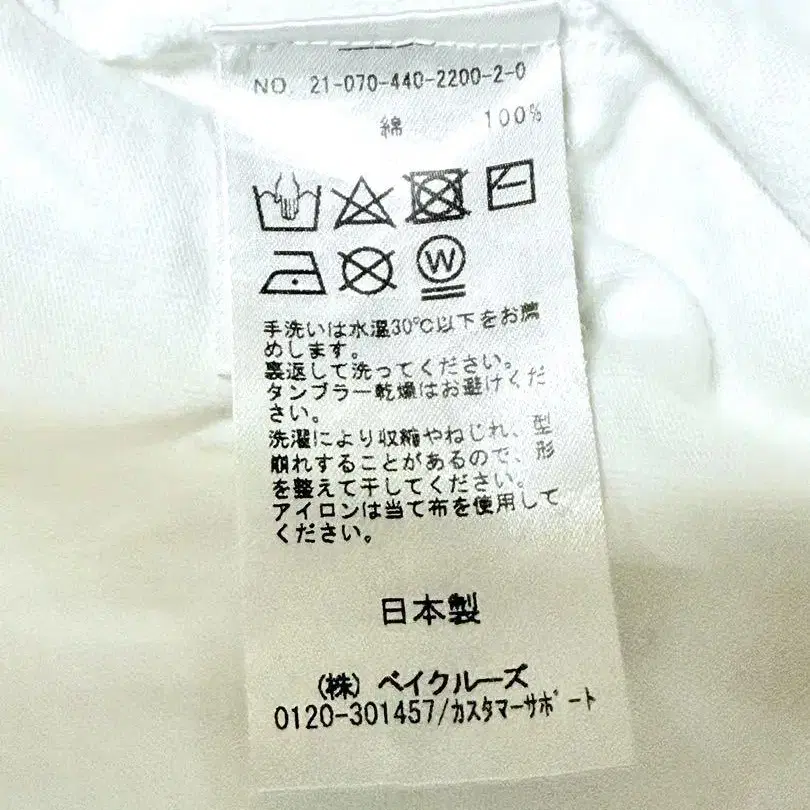 NO 21-070-440-2200-2-0
綿 100%
W
手洗いは水温30℃以下をお薦
めします。
裏返して洗ってください。
タンブラー乾燥はお避けくだ
さい。
洗濯により収縮やねじれ、型
崩れすることがあるので、形
を整えて干してください。
アイロンは当て布を使用して
ください。
日本製
(株) ベイクルーズ
0120-301457/カスタマーサポート